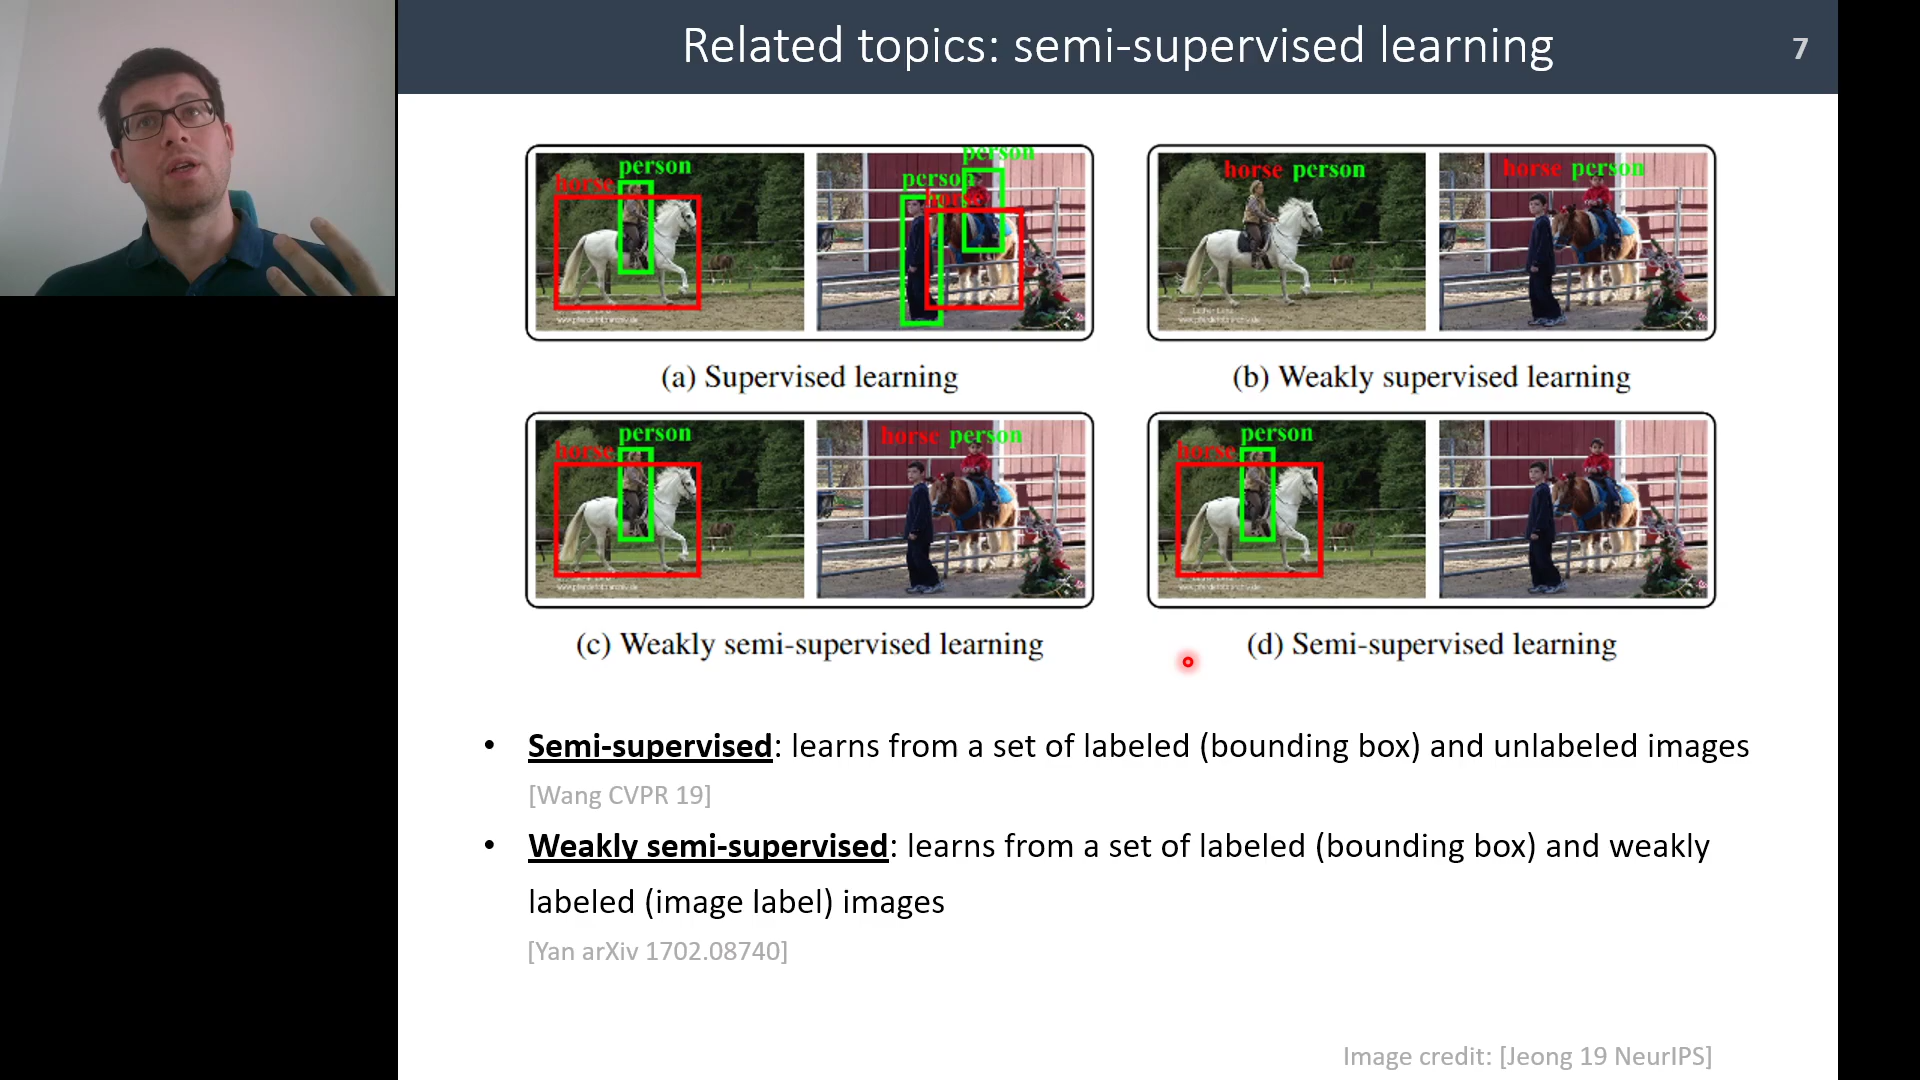 Related topics: semi-supervised learning
7
person
horse
person
person
horse
horse person
horse person
(a) Supervised learning
(b) Weakly supervised learning
person
horse
horse person
person
horse
(c) Weakly semi-supervised learning
(d) Semi-supervised learning
• Semi-supervised: learns from a set of labeled (bounding box) and unlabeled images
[Wang CVPR 19]
• Weakly semi-supervised: learns from a set of labeled (bounding box) and weakly
labeled (image label) images
[Yan arXiv 1702.08740]
Image credit: [Jeong 19 NeurIPS]